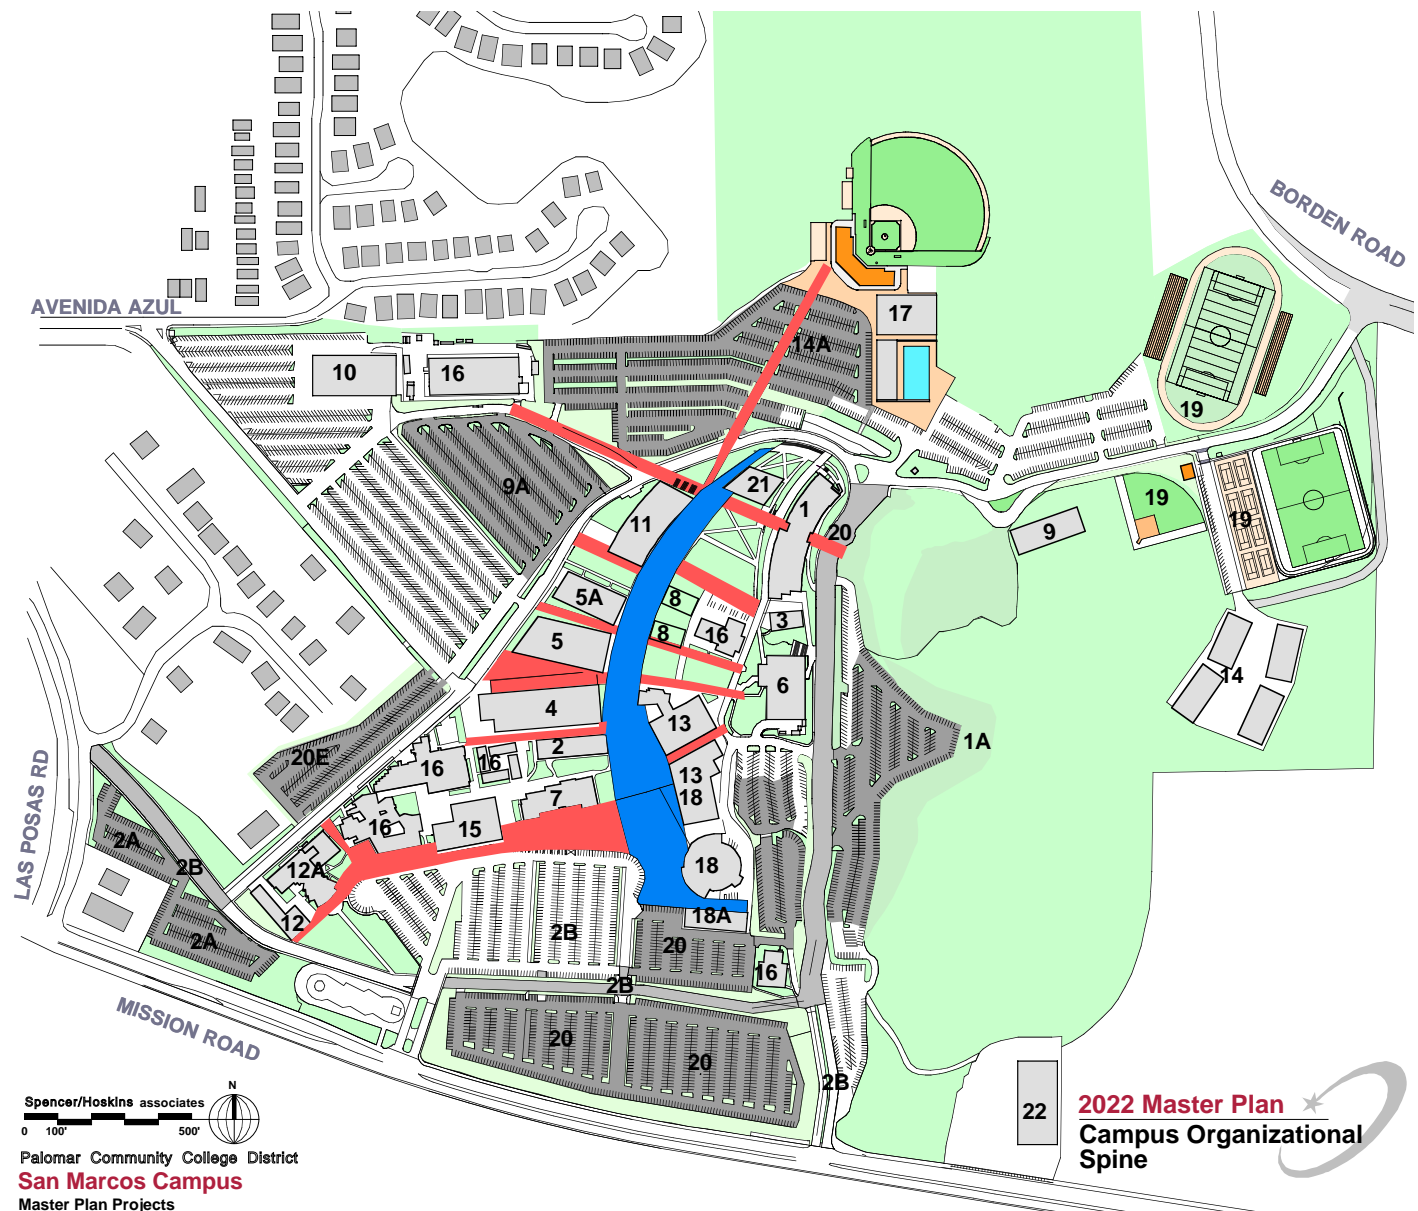 BORDEN ROAD
AVENIDA AZUL
17
14A
10
16
19
9A
21
1
11
20
9
19
19
5A
8
3
8
16
5
6
14
4
13
1A
2
16
16
20E
13
18
7
15
16
2A
2B
12A
18
LAS POSAS RD
12
18A
2A
2B
20
16
2B
MISSION ROAD
20
20
2B
22
N
Spencer/Hoskins associates
0 100' 500'
Palomar Community College District
San Marcos Campus
Master Plan Projects
2022 Master Plan
Campus Organizational
Spine